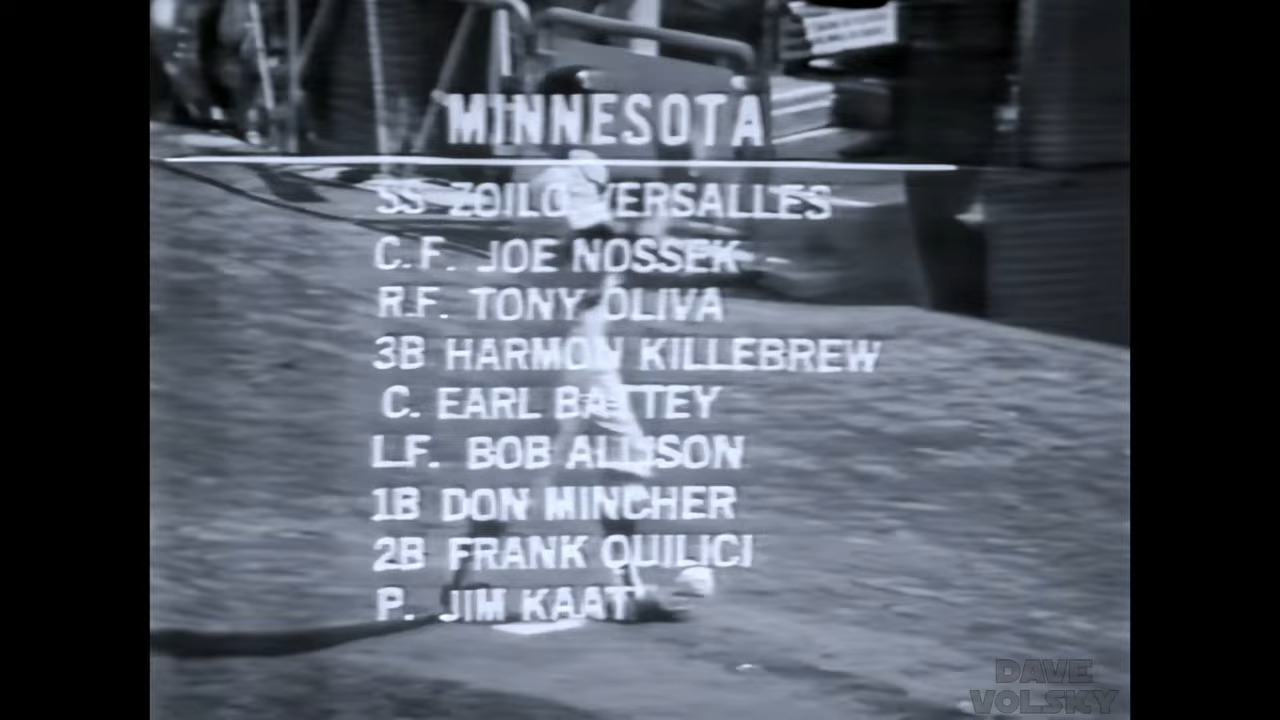 MINNESOTA
SS ZOILO VERSALLES
C.F. JOE NOSSEK
R.F. TONY OLIVA
3B HARMON KILLEBREW
C. EARL BATTEY
L.F. BOB ALLISON
1B DON MINCHER
2B FRANK QUILICI
P. JIM KAAT
DAVE
VOLSKY